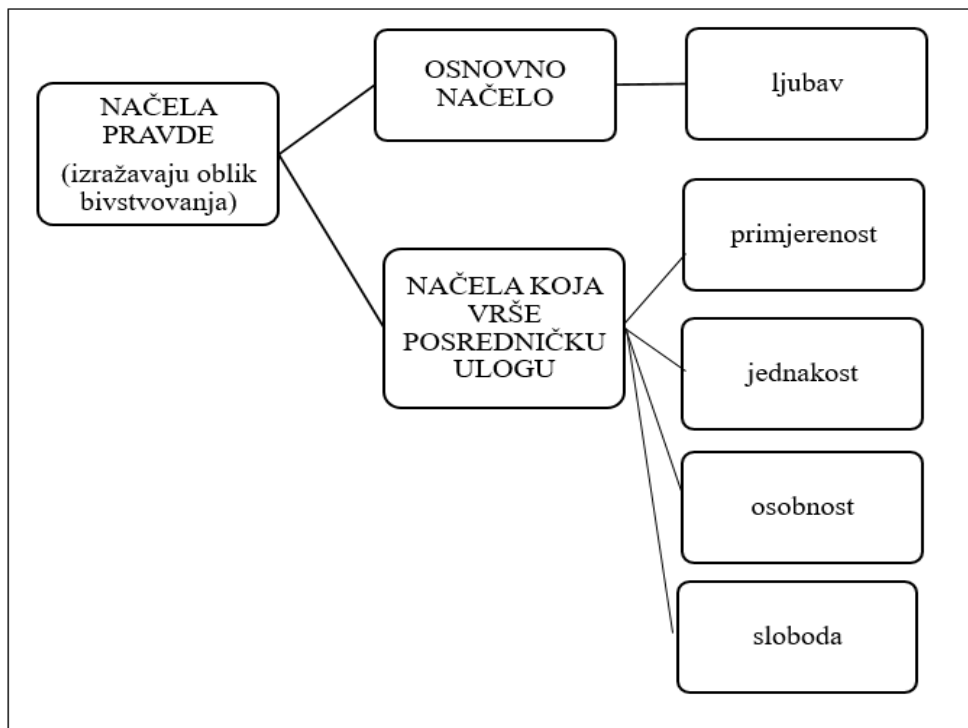 NAČELA
PRAVDE
(izražavaju oblik
bivstvovanja)
OSNOVNO
NAČELO
ljubav
NAČELA KOJA
VRŠE
POSREDNIČKU
ULOGU
primjerenost
jednakost
osobnost
sloboda